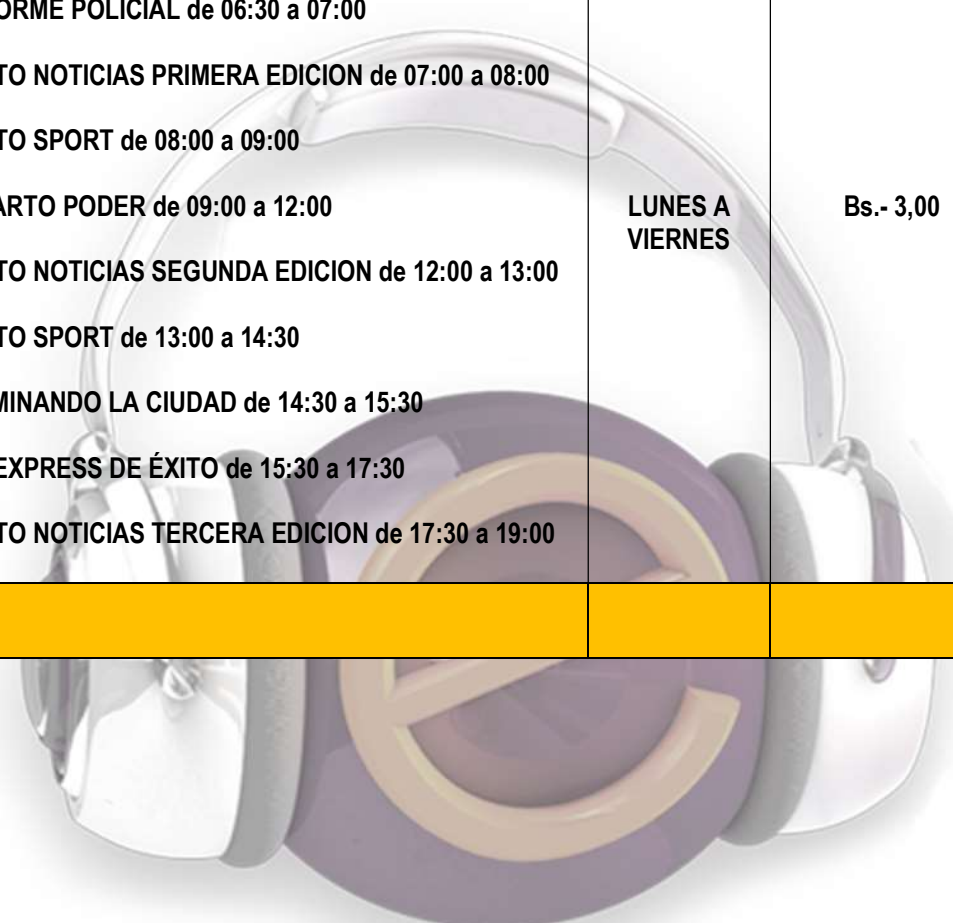 ORME POLICIAL de 06:30 a 07:00
TO NOTICIAS PRIMERA EDICION de 07:00 a 08:00
TO SPORT de 08:00 a 09:00
ARTO PODER de 09:00 a 12:00
LUNES A
VIERNES
Bs.- 3,00
TO NOTICIAS SEGUNDA EDICION de 12:00 a 13:00
TO SPORT de 13:00 a 14:30
MINANDO LA CIUDAD de 14:30 a 15:30
EXPRESS DE ÉXITO de 15:30 a 17:30
TO NOTICIAS TERCERA EDICION de 17:30 a 19:00
e